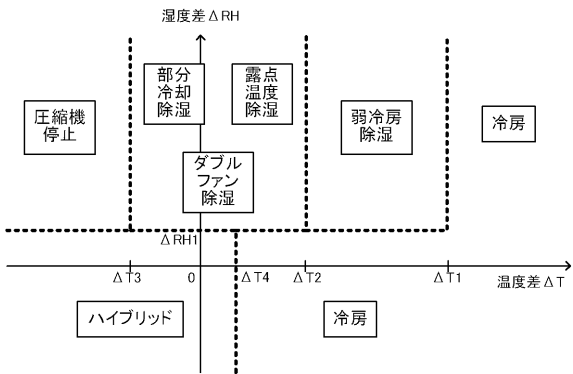 湿度差ΔRH
部分
冷却
除湿
露点
温度
除湿
圧縮機
停止
弱冷房
除湿
冷房
ダブル
ファン
除湿
ΔRH1
ΔT3
0
ΔT4
ΔT2
ΔT1
温度差ΔT
ハイブリッド
冷房